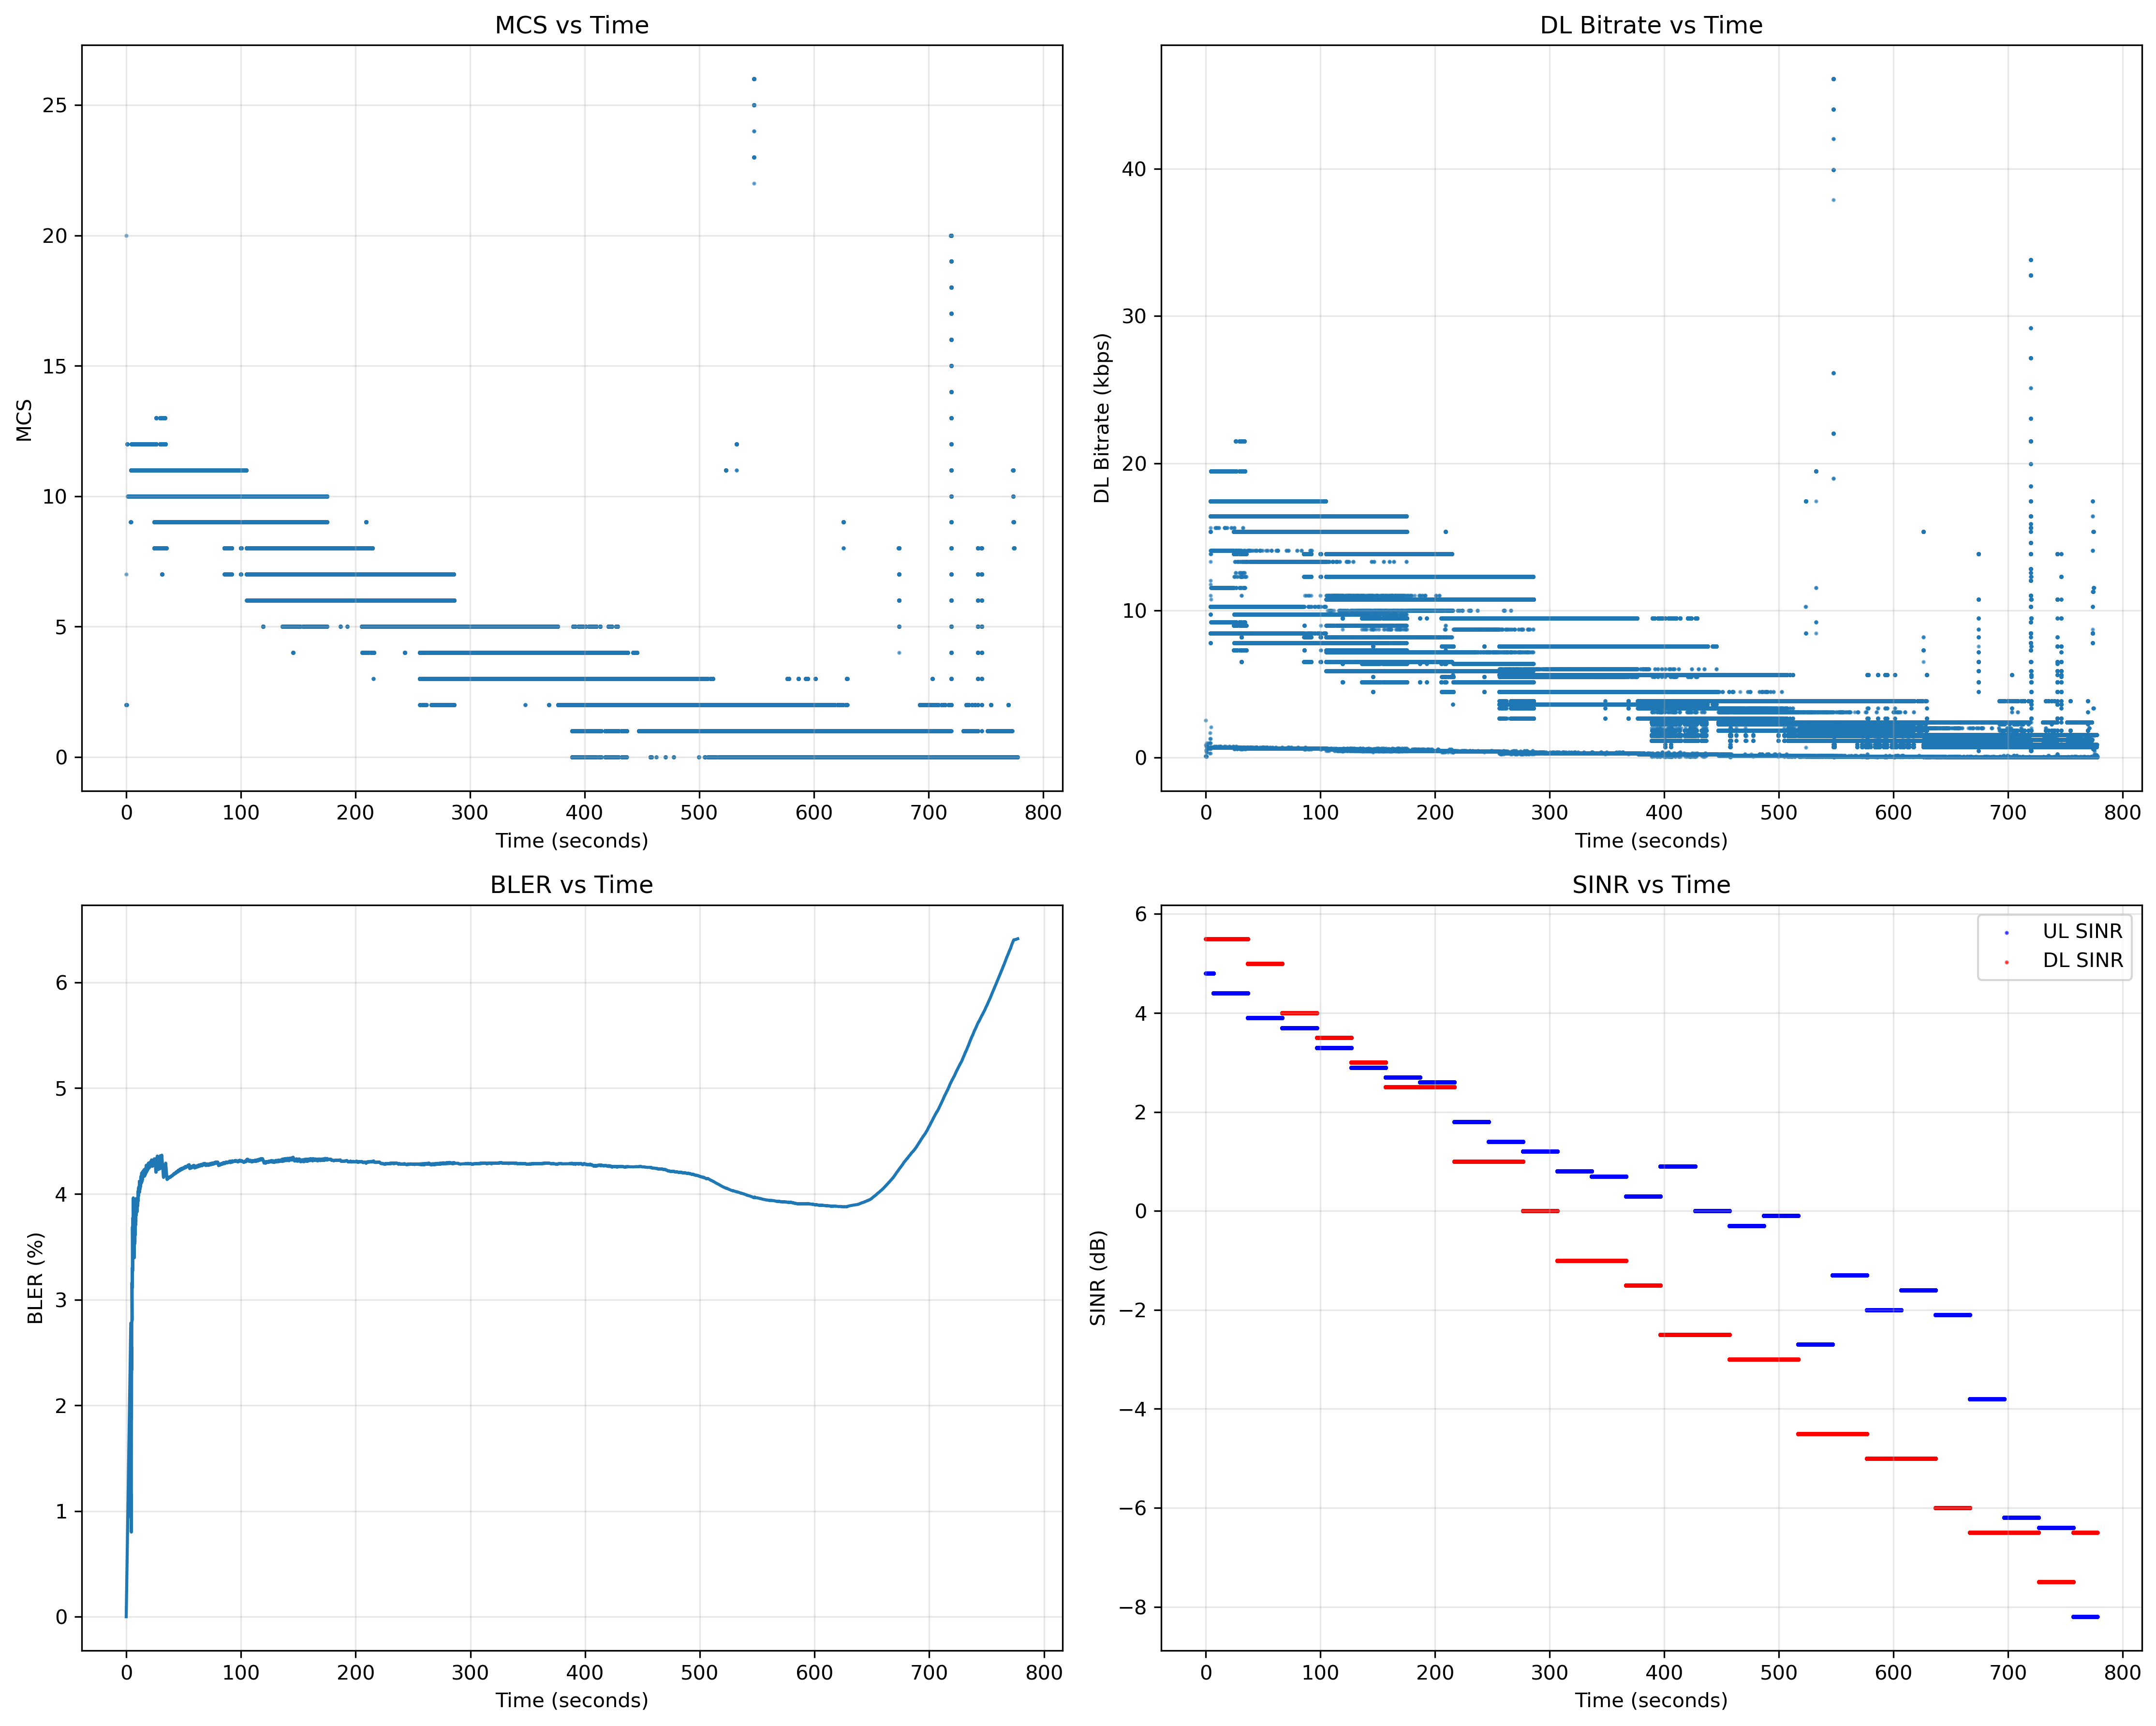 MCS vs Time
MCS
25
20
15
10
5
0
0 100 200 300 400 500 600 700 800
Time (seconds)
DL Bitrate vs Time
DL Bitrate (kbps)
40
30
20
10
0
0 100 200 300 400 500 600 700 800
Time (seconds)
BLER vs Time
BLER (%)
6
5
4
3
2
1
0
0 100 200 300 400 500 600 700 800
Time (seconds)
SINR vs Time
SINR (dB)
6
4
2
0
−2
−4
−6
−8
UL SINR
DL SINR
0 100 200 300 400 500 600 700 800
Time (seconds)